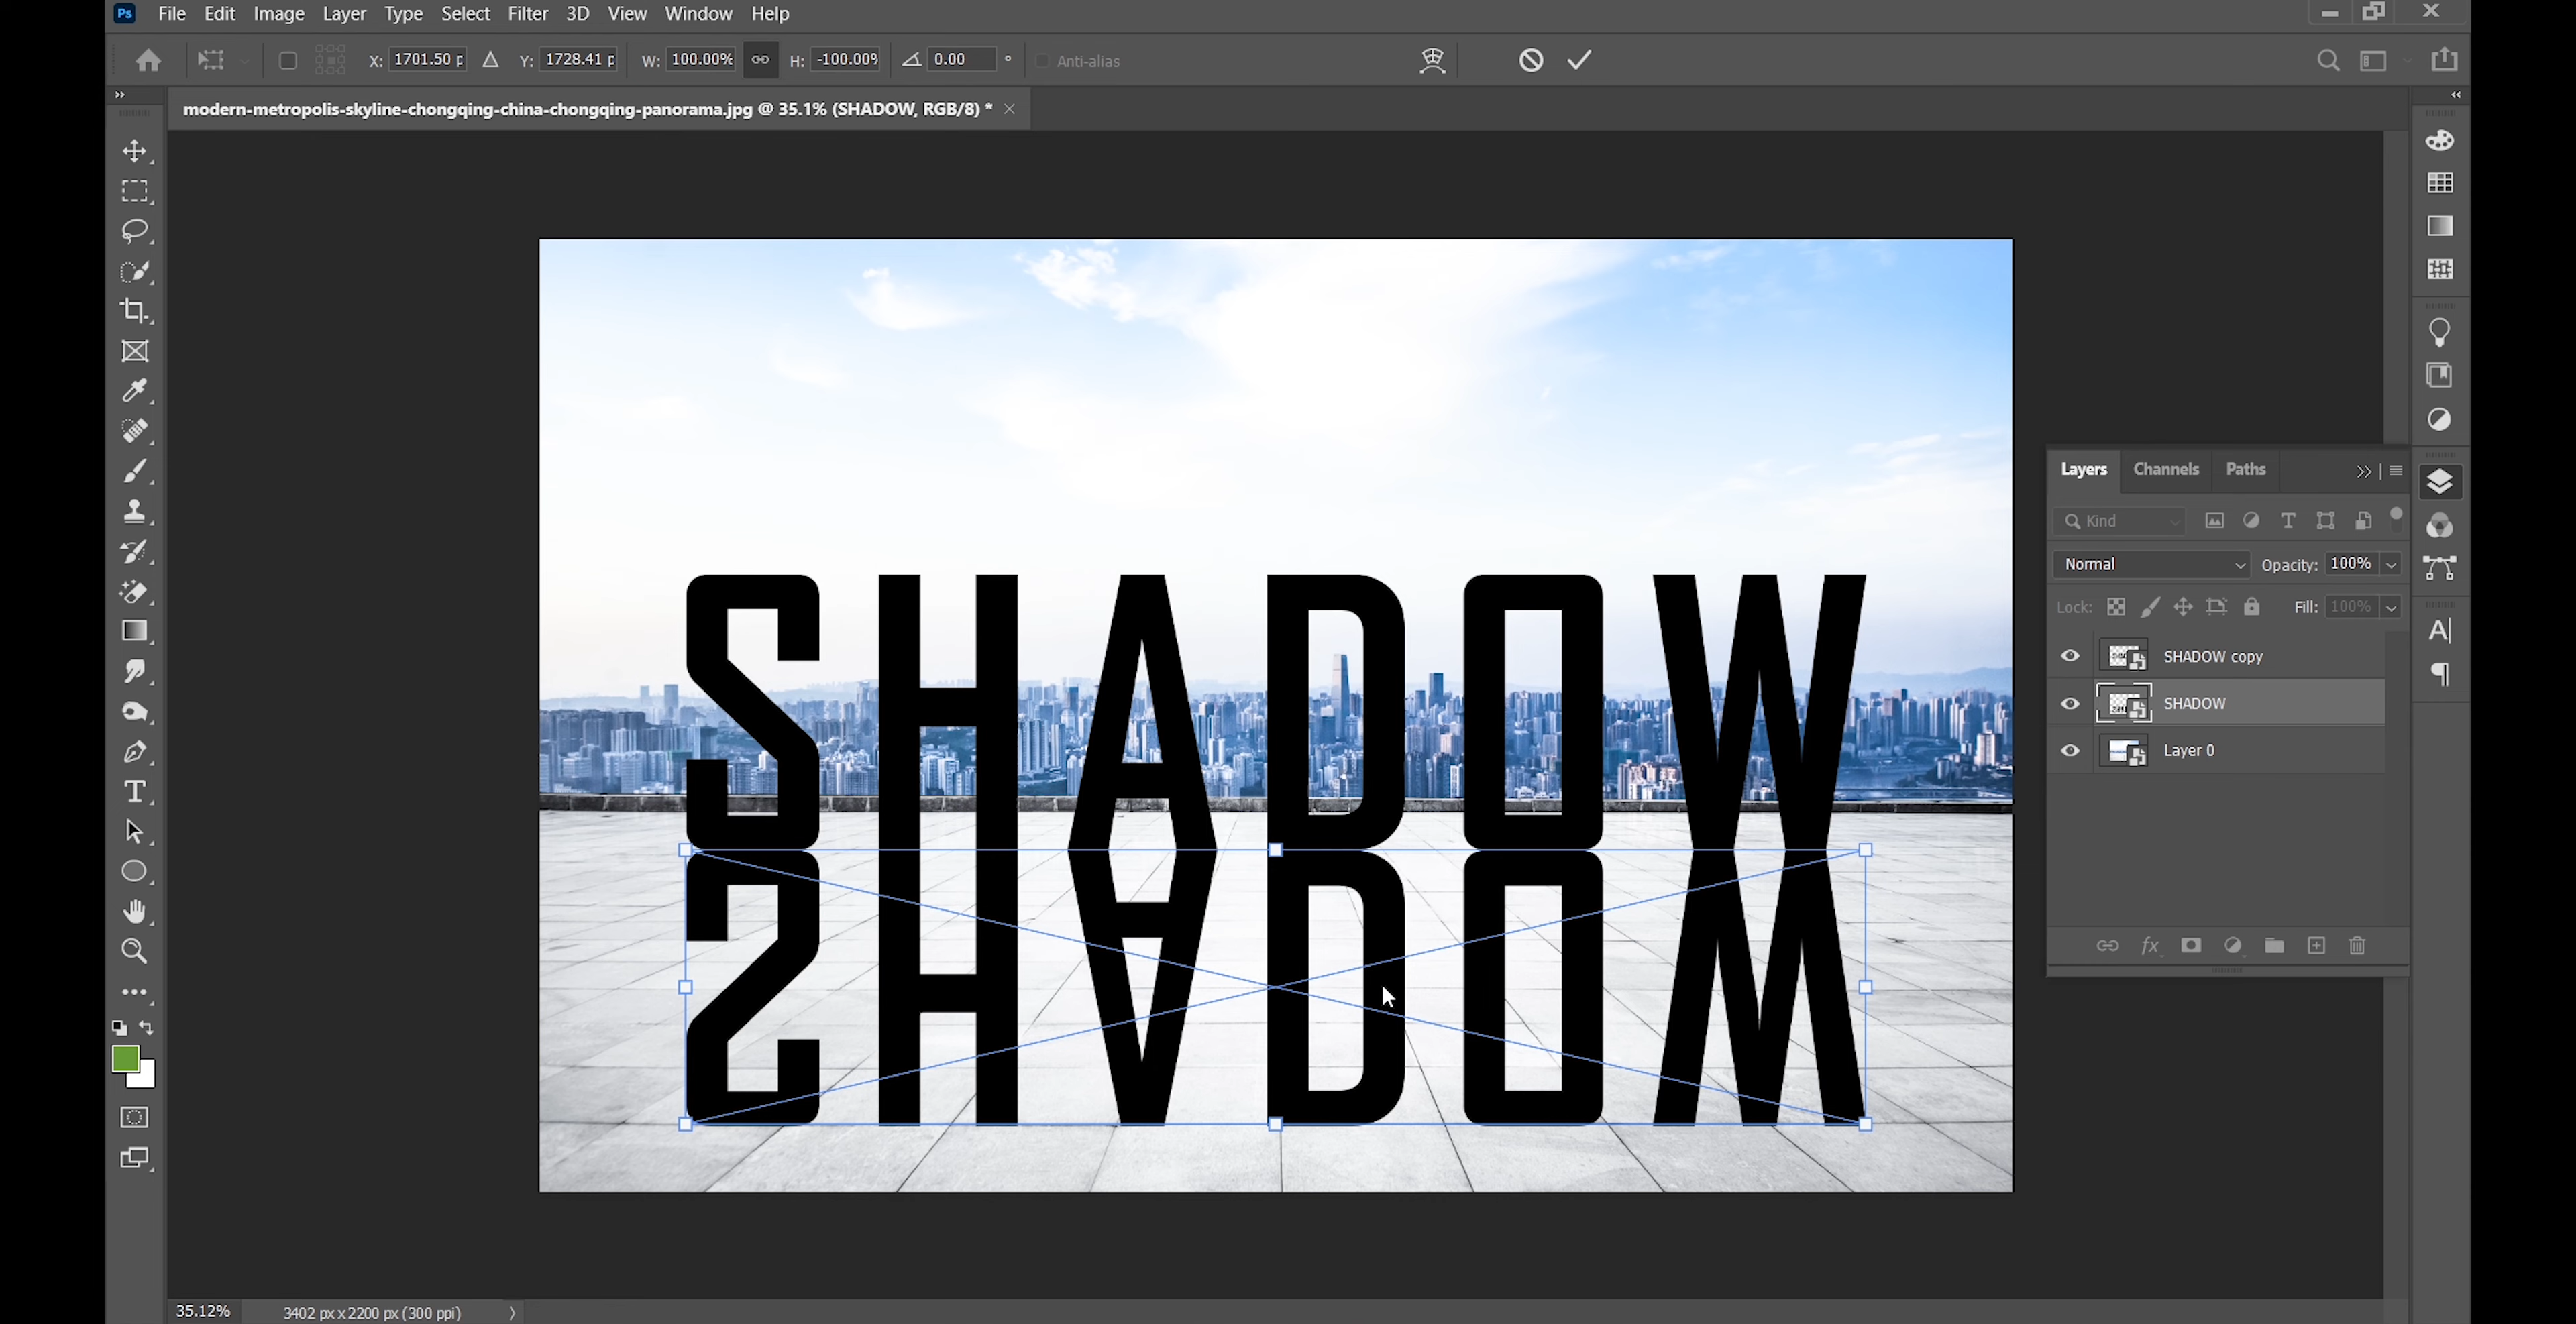 Ps File Edit Image Layer Type Select Filter 3D View Window Help
X: 1701.50 p Y: 1728.41 p W: 100.00% H: -100.00% 0.00 ° Anti-alias
modern-metropolis-skyline-chongqing-china-chongqing-panorama.jpg @ 35.1% (SHADOW, RGB/8) * ×
SHADOW
SHADOW
Layers Channels Paths
Kind
Normal Opacity: 100%
Lock: Fill: 100%
SHADOW copy
SHADOW
Layer 0
fx
35.12% 3402 px x 2200 px (300 ppi)